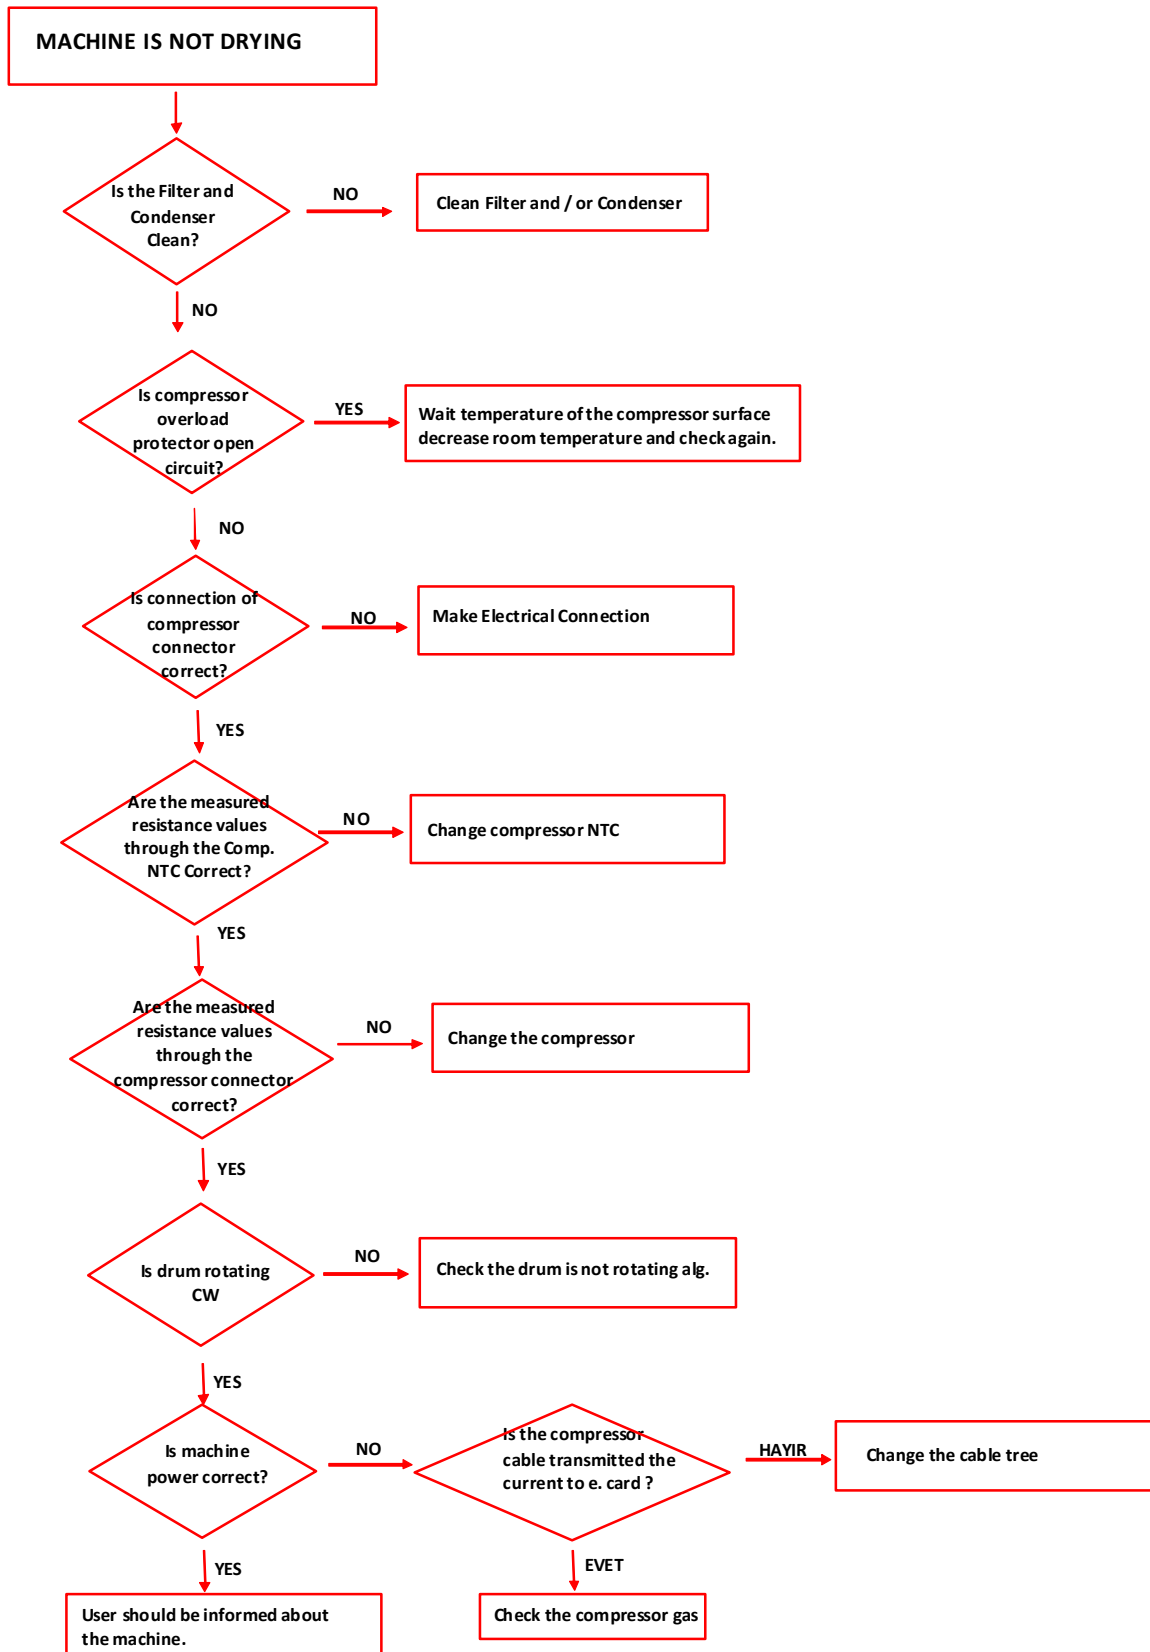 MACHINE IS NOT DRYING
Is the Filter and
Condenser
Clean?
NO
Clean Filter and / or Condenser
NO
Is compressor
overload
protector open
circuit?
YES
Wait temperature of the compressor surface
decrease room temperature and check again.
NO
Is connection of
compressor
connector
correct?
NO
Make Electrical Connection
YES
Are the measured
resistance values
through the Comp.
NTC Correct?
NO
Change compressor NTC
YES
Are the measured
resistance values
through the
compressor connector
correct?
NO
Change the compressor
YES
Is drum rotating
CW
NO
Check the drum is not rotating alg.
YES
Is machine
power correct?
NO
Is the compressor
cable transmitted the
current to e. card ?
HAYIR
Change the cable tree
YES
EVET
User should be informed about
the machine.
Check the compressor gas